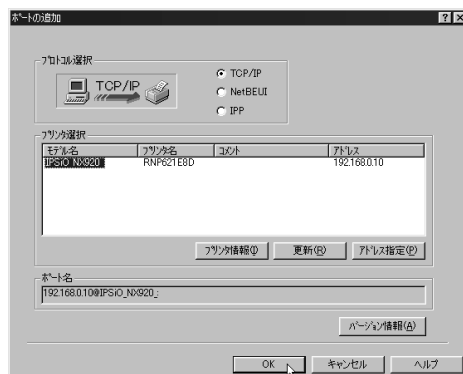 ポートの追加
プロトコル選択
TCP/IP
TCP/IP
NetBEUI
IPP
プリンタ選択
モデル名 プリンタ名 コメント アドレス
IPSiO NX920 RNP621E8D 192.168.0.10
プリンタ情報(I) 更新(R) アドレス指定(P)
ポート名
192.168.0.10@IPSiO_NX920_:
バージョン情報(A)
OK キャンセル ヘルプ